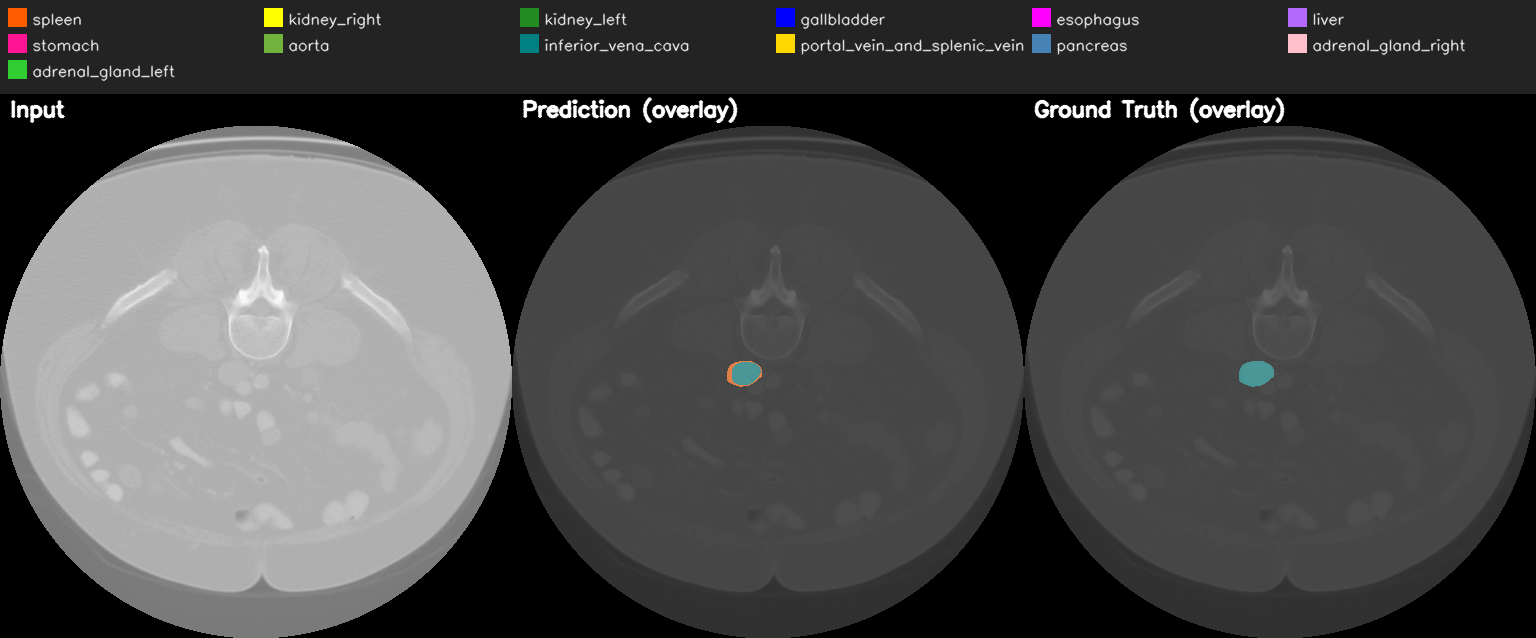 spleen kidney_right kidney_left gallbladder esophagus liver
stomach aorta inferior_vena_cava portal_vein_and_splenic_vein pancreas adrenal_gland_right
adrenal_gland_left
Input Prediction (overlay) Ground Truth (overlay)